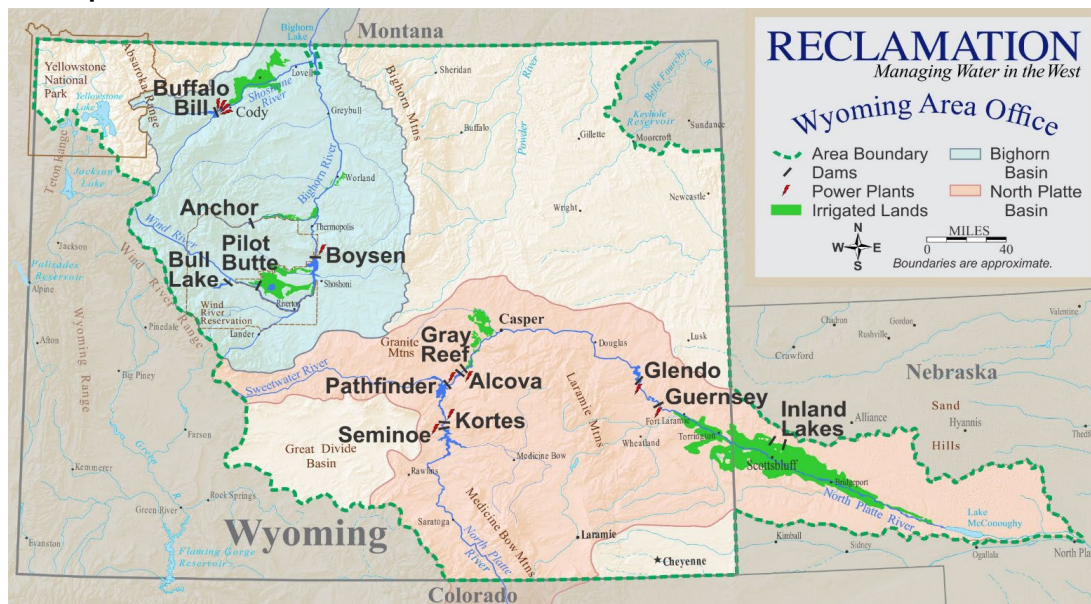 Montana
RECLAMATION
Managing Water in the West
Wyoming Area Office
Area Boundary
Dams
Power Plants
Irrigated Lands
Bighorn
Basin
North Platte
Basin
N
W E
S
MILES
0 40
Boundaries are approximate.
Bighorn
Lake
Yellowstone
National
Park
Absaroka Range
Yellowstone
Lake
Teton Range
Jackson
Lake
Buffalo
Bill
Cody
Lovell
Shoshone
River
Greybull
Bighorn Mtns
Sheridan
Buffalo
Powder
River
Gillette
Belle Fourche
R.
Keyhole
Reservoir
Moorcroft
Sundance
Newcastle
Wright
Bighorn River
Worland
Anchor
Thermopolis
Wind River
Pilot
Butte
Bull
Lake
Boysen
Shoshoni
Riverton
Wind
River
Reservation
Lander
Jackson
Palisades
Reservoir
Alpine
Wind River Range
Afton
Wyoming Range
Pinedale
Big Piney
Farson
Green
R.
Kemmerer
Rock Springs
Green River
Evanston
Flaming Gorge
Reservoir
Granite
Mtns
Gray
Reef
Casper
Sweetwater River
Pathfinder
Alcova
Kortes
Seminoe
Great Divide
Basin
Rawlins
Medicine Bow
Saratoga
Medicine Bow Mtns
North Platte
River
Laramie
Mtns
Douglas
Lusk
Glendo
Guernsey
Fort Laramie
Wheatland
Torrington
Inland
Lakes
Scottsbluff
Bridgeport
North Platte River
Lake
McConoughy
Ogallala
North Pla
Kimball
Sidney
Alliance
Sand
Hills
Hyannis
Nebraska
Chadron
Rushville
Gordon
Crawford
Valentine
Laramie
Cheyenne
Wyoming
Colorado